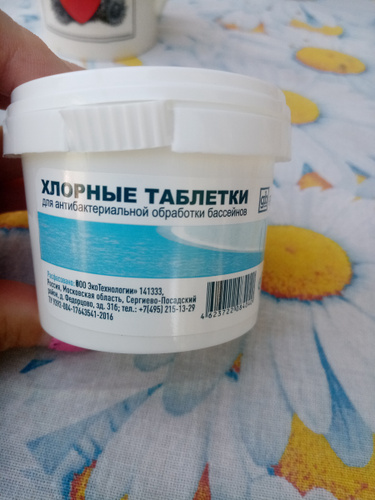 ХЛОРНЫЕ ТАБЛЕТКИ
для антибактериальной обработки бассейнов
Расфасовано: ООО ЭкоТехнологии» 141333,
Россия, Московская область, Сергиево-Посадский
район, д. Федорцово, зд. 31б; тел.: +7(495) 215-13-29
ТУ 9392-004-17643541-2016